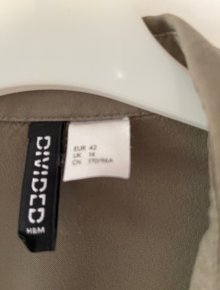 DIVIDED
H&M
EUR 42
UK 14
CN 170/96A